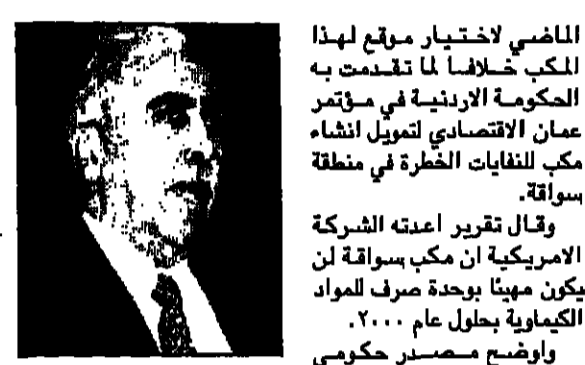 الماضي لاختيار موقع لهذا
المكب خلافا لما تقدمت به
الحكومة الاردنية في مؤتمر
عمان الاقتصادي لتمويل انشاء
مكب للنفايات الخطرة في منطقة
سواقة.
وقال تقرير اعدته الشركة
الامريكية ان مكب سواقة لن
يكون مهيئا بوحدة صرف للمواد
الكيماوية بحلول عام ٢٠٠٠.
واوضح مصدر حكومي